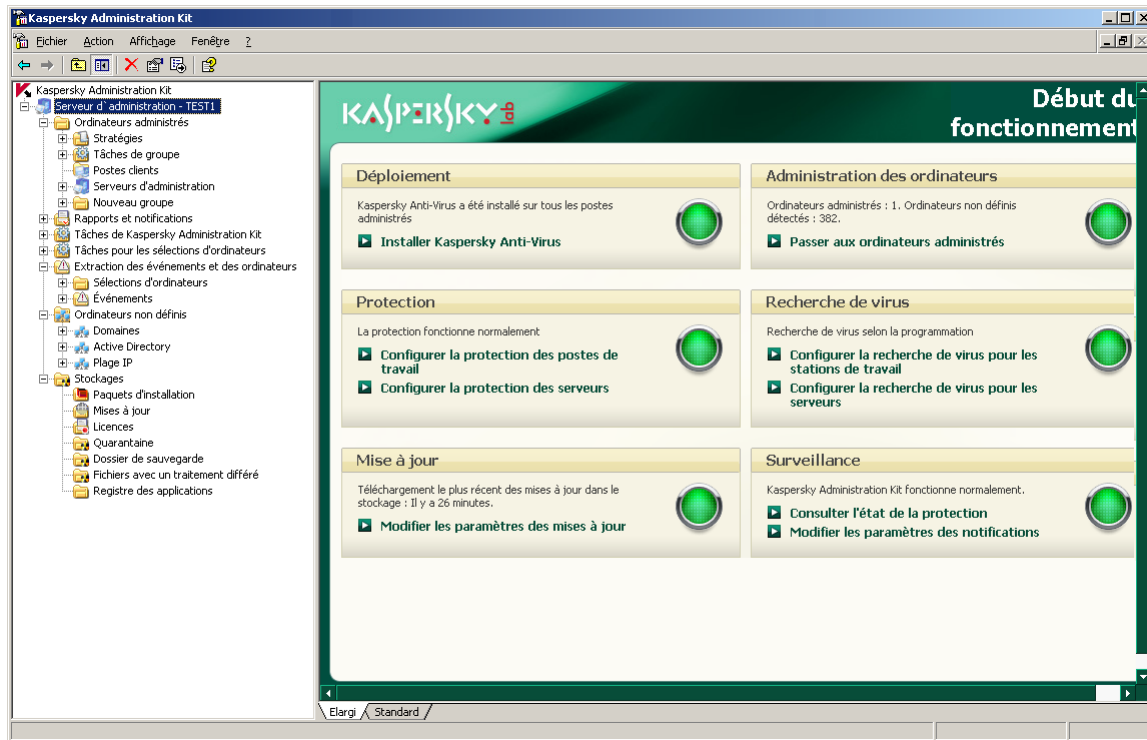 Kaspersky Administration Kit
Fichier Action Affichage Fenêtre ?
Kaspersky Administration Kit
Serveur d`administration - TEST1
Ordinateurs administrés
Stratégies
Tâches de groupe
Postes clients
Serveurs d'administration
Nouveau groupe
Rapports et notifications
Tâches de Kaspersky Administration Kit
Tâches pour les sélections d'ordinateurs
Extraction des événements et des ordinateurs
Sélections d'ordinateurs
Événements
Ordinateurs non définis
Domaines
Active Directory
Plage IP
Stockages
Paquets d'installation
Mises à jour
Licences
Quarantaine
Dossier de sauvegarde
Fichiers avec un traitement différé
Registre des applications
KASPERSKY lab
Début du
fonctionnement
Déploiement
Kaspersky Anti-Virus a été installé sur tous les postes
administrés
Installer Kaspersky Anti-Virus
Administration des ordinateurs
Ordinateurs administrés : 1. Ordinateurs non définis
détectés : 382.
Passer aux ordinateurs administrés
Protection
La protection fonctionne normalement
Configurer la protection des postes de
travail
Configurer la protection des serveurs
Recherche de virus
Recherche de virus selon la programmation
Configurer la recherche de virus pour les
stations de travail
Configurer la recherche de virus pour les
serveurs
Mise à jour
Téléchargement le plus récent des mises à jour dans le
stockage : Il y a 26 minutes.
Modifier les paramètres des mises à jour
Surveillance
Kaspersky Administration Kit fonctionne normalement.
Consulter l'état de la protection
Modifier les paramètres des notifications
Elargi Standard